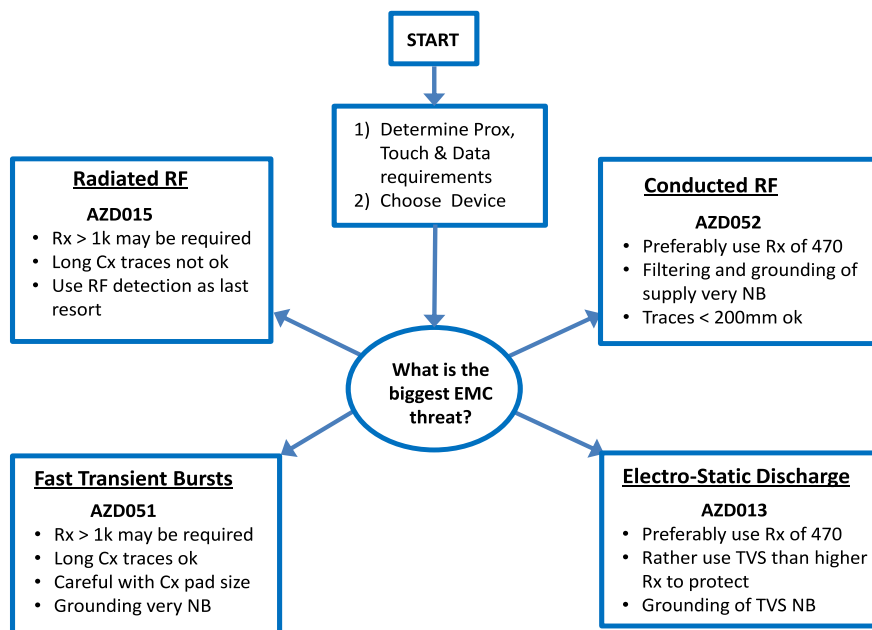 START
1) Determine Prox,
Touch & Data
requirements
2) Choose Device
Radiated RF
AZD015
• Rx > 1k may be required
• Long Cx traces not ok
• Use RF detection as last
resort
Conducted RF
AZD052
• Preferably use Rx of 470
• Filtering and grounding of
supply very NB
• Traces < 200mm ok
What is the
biggest EMC
threat?
Fast Transient Bursts
AZD051
• Rx > 1k may be required
• Long Cx traces ok
• Careful with Cx pad size
• Grounding very NB
Electro-Static Discharge
AZD013
• Preferably use Rx of 470
• Rather use TVS than higher
Rx to protect
• Grounding of TVS NB